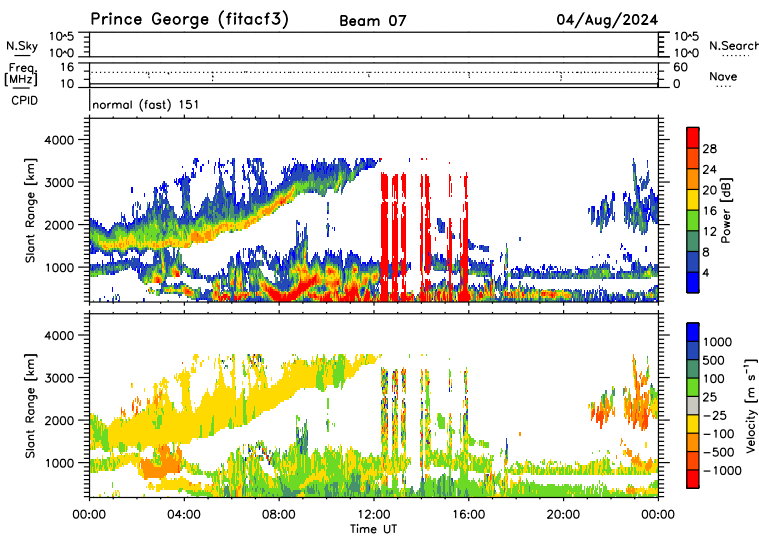 Prince George (fitacf3) Beam 07 04/Aug/2024
N.Sky 10^5 10^5 N.Search
10^0 10^0
Freq. 16 60
[MHz] 10 0 Nave
CPID normal (fast) 151
4000
3000
2000
1000
Slant Range [km]
28
24
20
16
12
8
4
Power [dB]
4000
3000
2000
1000
Slant Range [km]
1000
500
100
25
−25
−100
−500
−1000
Velocity [m s⁻¹]
00:00 04:00 08:00 12:00 16:00 20:00 00:00
Time UT